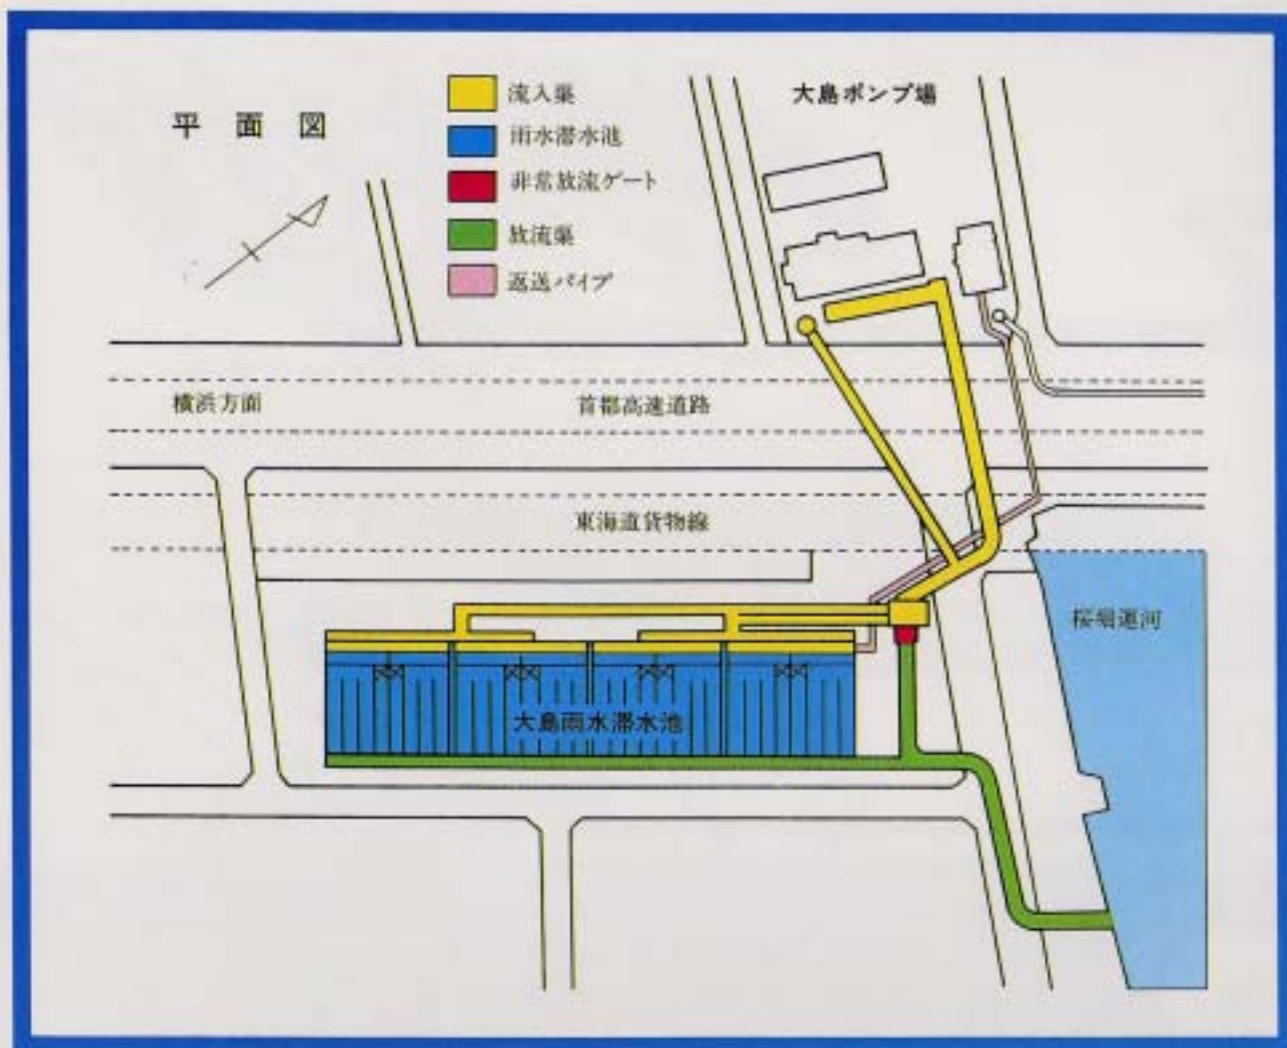 平面図
流入渠
雨水滞水池
非常放流ゲート
放流渠
返送パイプ
大島ポンプ場
横浜方面
首都高速道路
東海道貨物線
桜堀運河
大島雨水滞水池